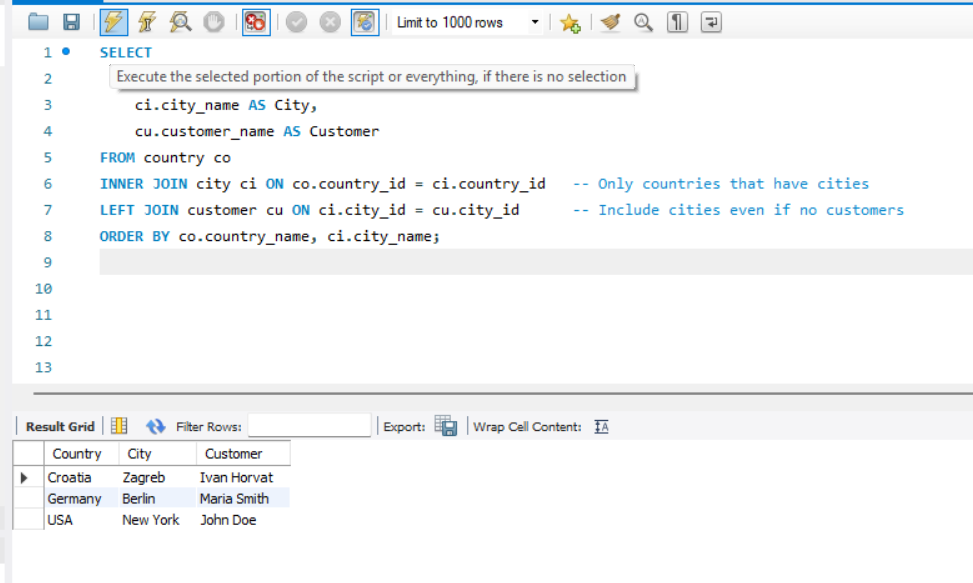 Limit to 1000 rows
1 SELECT
Execute the selected portion of the script or everything, if there is no selection
2
3 ci.city_name AS City,
4 cu.customer_name AS Customer
5 FROM country co
6 INNER JOIN city ci ON co.country_id = ci.country_id -- Only countries that have cities
7 LEFT JOIN customer cu ON ci.city_id = cu.city_id -- Include cities even if no customers
8 ORDER BY co.country_name, ci.city_name;
9
10
11
12
13
Result Grid Filter Rows: Export: Wrap Cell Content: IA
Country City Customer
Croatia Zagreb Ivan Horvat
Germany Berlin Maria Smith
USA New York John Doe